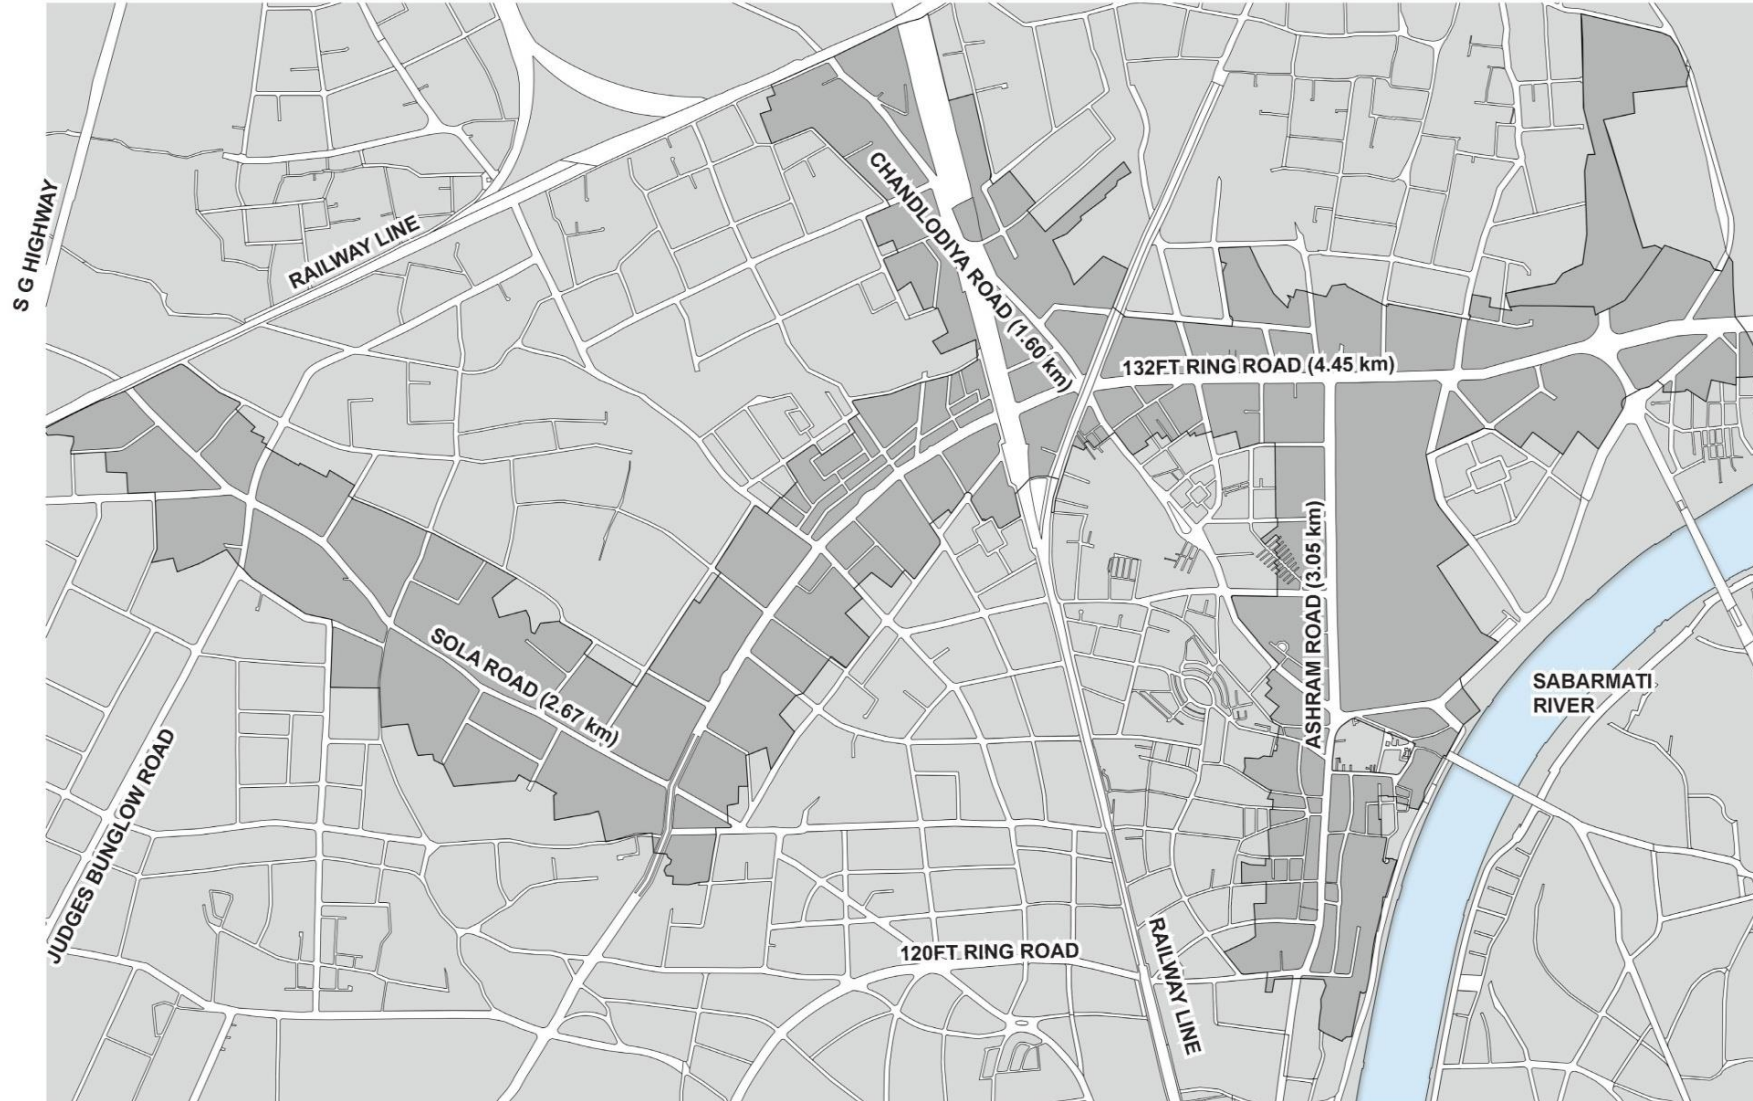 S G HIGHWAY
RAILWAY LINE
CHANDLODIYA ROAD (1.60 km)
132FT RING ROAD (4.45 km)
ASHRAM ROAD (3.05 km)
SOLA ROAD (2.67 km)
SABARMATI
RIVER
JUDGES BUNGLOW ROAD
120FT RING ROAD
RAILWAY LINE